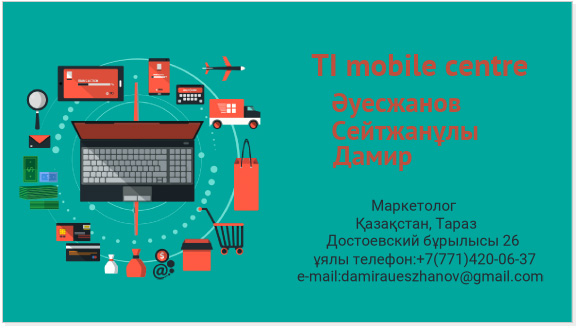 TI mobile centre
Әуесжанов
Сейтжанұлы
Дамир
Маркетолог
Қазақстан, Тараз
Достоевский бұрылысы 26
ұялы телефон:+7(771)420-06-37
e-mail:damiraueszhanov@gmail.com